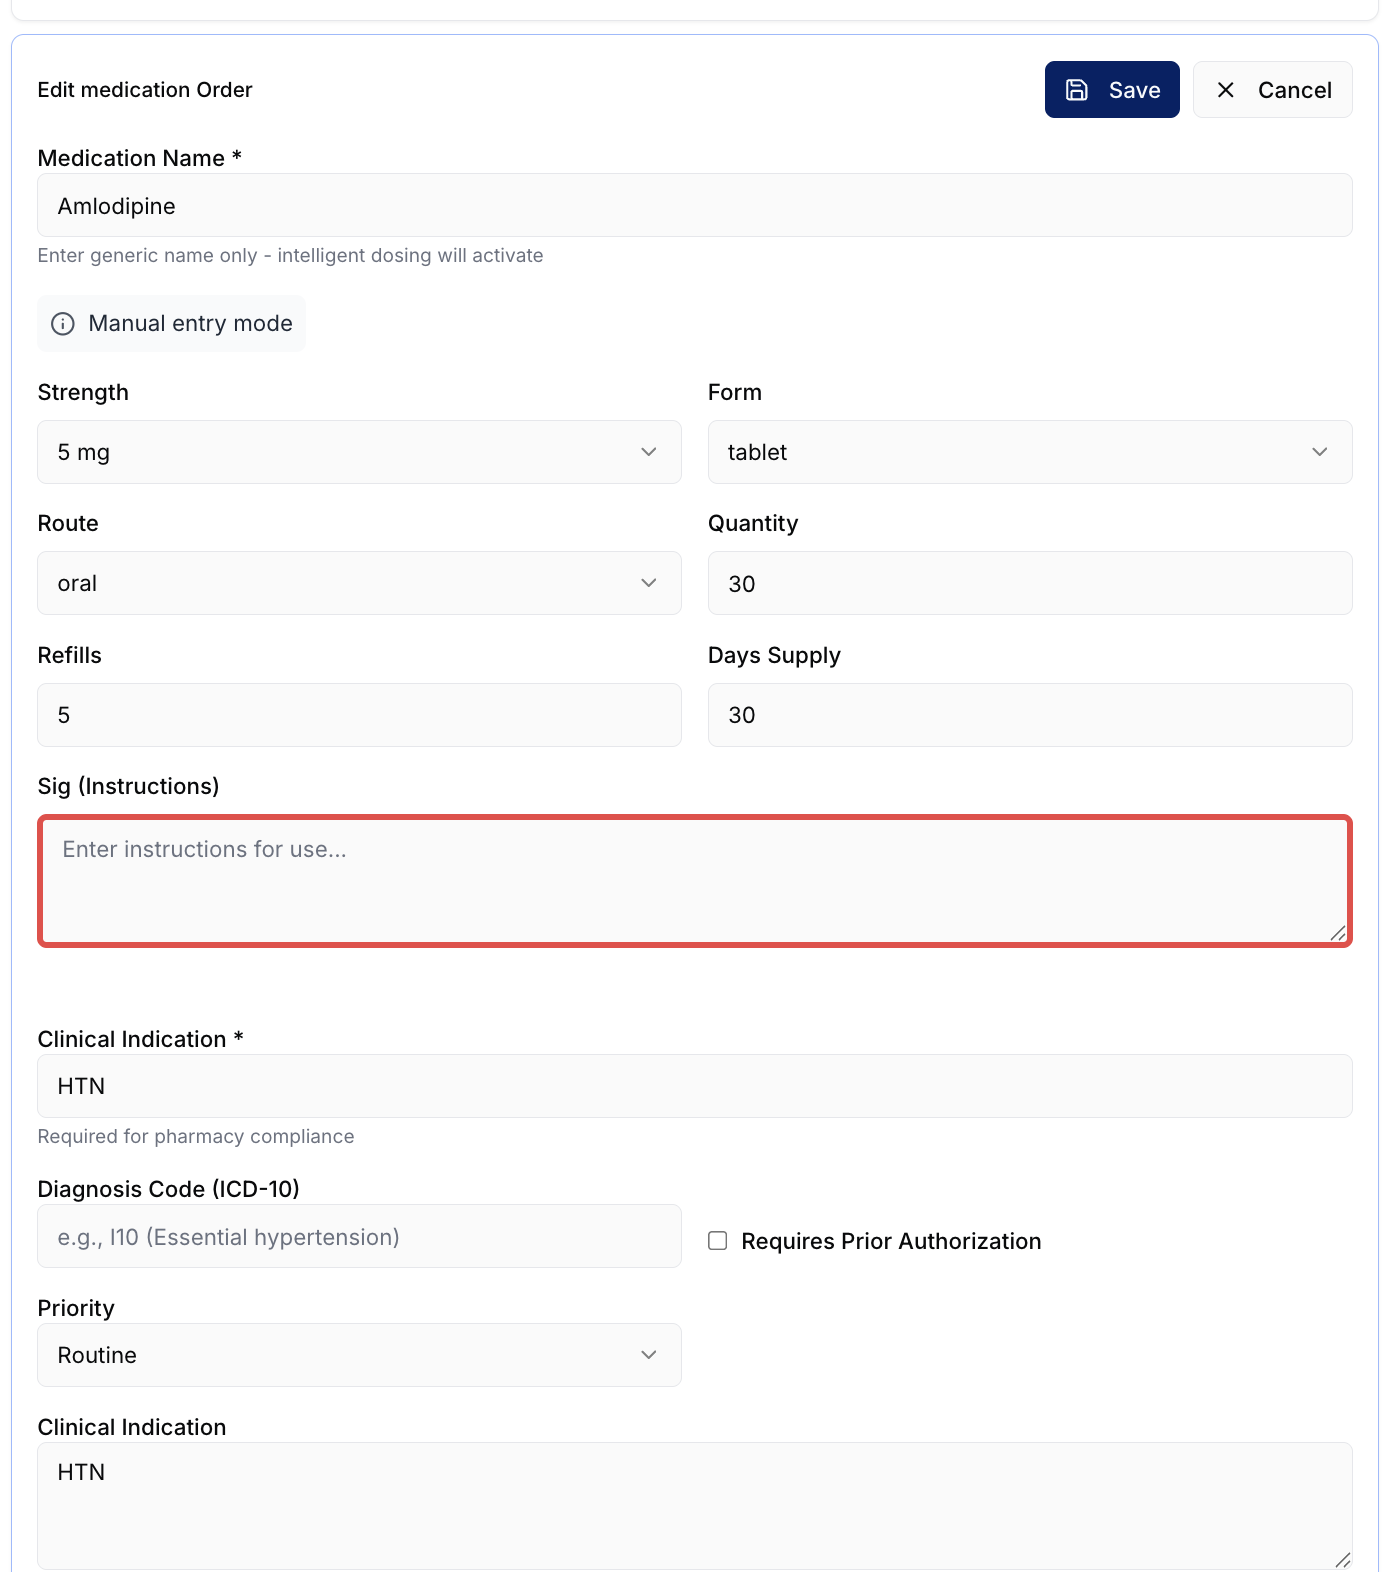 Edit medication Order
Save
Cancel
Medication Name *
Amlodipine
Enter generic name only - intelligent dosing will activate
Manual entry mode
Strength
Form
5 mg
tablet
Route
Quantity
oral
30
Refills
Days Supply
5
30
Sig (Instructions)
Enter instructions for use...
Clinical Indication *
HTN
Required for pharmacy compliance
Diagnosis Code (ICD-10)
e.g., I10 (Essential hypertension)
Requires Prior Authorization
Priority
Routine
Clinical Indication
HTN